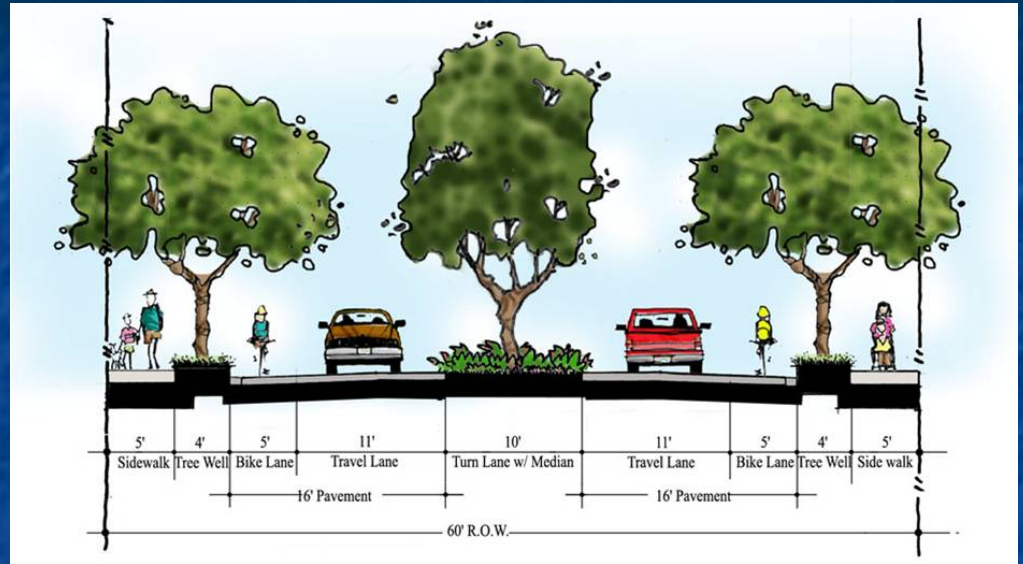 5' 4' 5' 11' 10' 11' 5' 4' 5'
Sidewalk Tree Well Bike Lane Travel Lane Turn Lane w/ Median Travel Lane Bike Lane Tree Well Side walk
16' Pavement 16' Pavement
60' R.O.W.